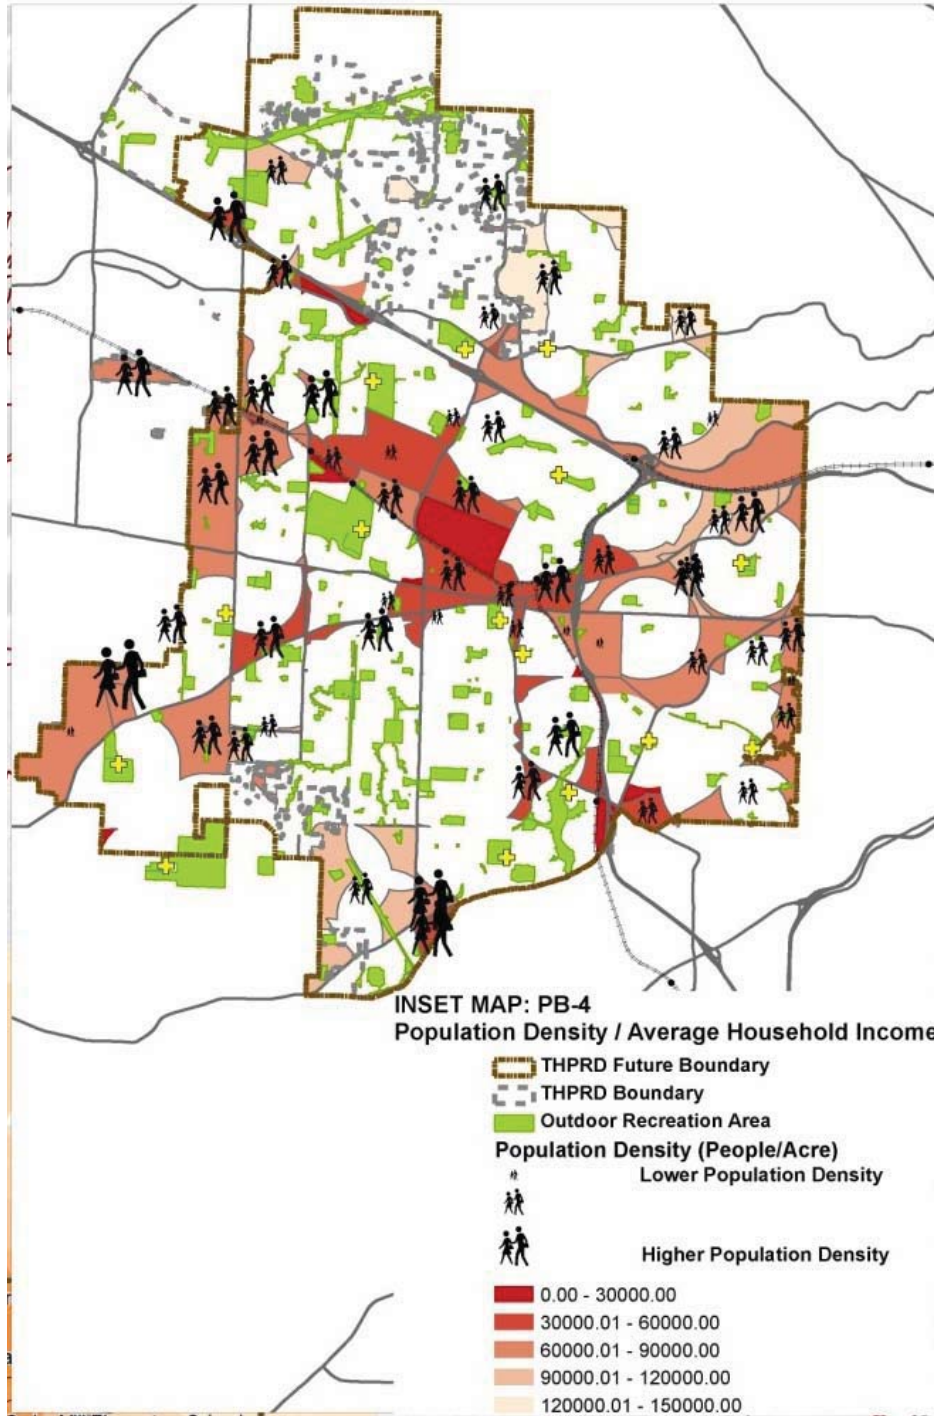 INSET MAP: PB-4
Population Density / Average Household Income
THPRD Future Boundary
THPRD Boundary
Outdoor Recreation Area
Population Density (People/Acre)
Lower Population Density
Higher Population Density
0.00 - 30000.00
30000.01 - 60000.00
60000.01 - 90000.00
90000.01 - 120000.00
120000.01 - 150000.00